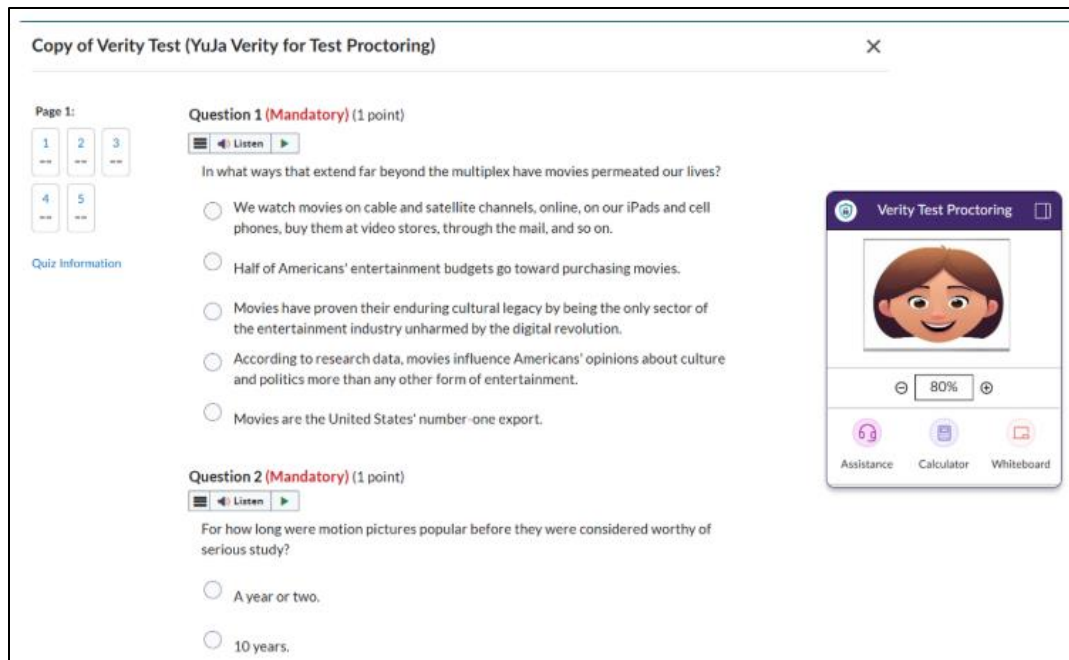 Copy of Verity Test (YuJa Verity for Test Proctoring)
Page 1:
1
2
3
--
--
--
4
5
--
--
Quiz Information
Question 1 (Mandatory) (1 point)
Listen
In what ways that extend far beyond the multiplex have movies permeated our lives?
We watch movies on cable and satellite channels, online, on our iPads and cell
phones, buy them at video stores, through the mail, and so on.
Half of Americans' entertainment budgets go toward purchasing movies.
Movies have proven their enduring cultural legacy by being the only sector of
the entertainment industry unharmed by the digital revolution.
According to research data, movies influence Americans' opinions about culture
and politics more than any other form of entertainment.
Movies are the United States' number-one export.
Question 2 (Mandatory) (1 point)
Listen
For how long were motion pictures popular before they were considered worthy of
serious study?
A year or two.
10 years.
Verity Test Proctoring
80%
Assistance
Calculator
Whiteboard